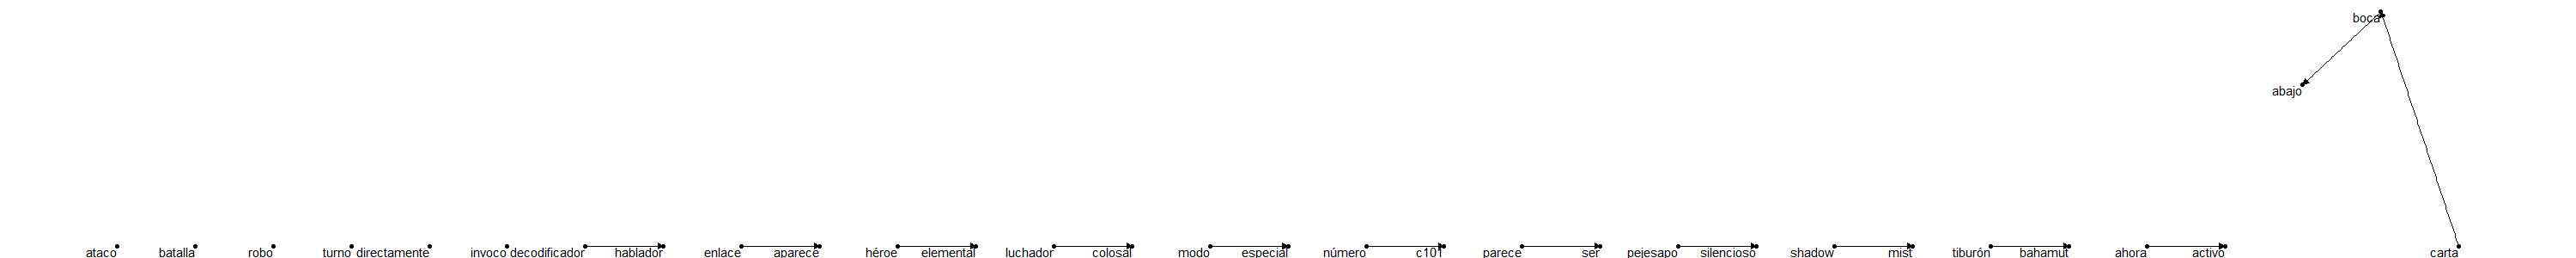 boca
abajo
ataco batalla robo turno directamente invoco decodificador hablador enlace aparece héroe elemental luchador colosal modo especial número c101 parece ser pejesapo silencioso shadow mist tiburón bahamut ahora activo carta